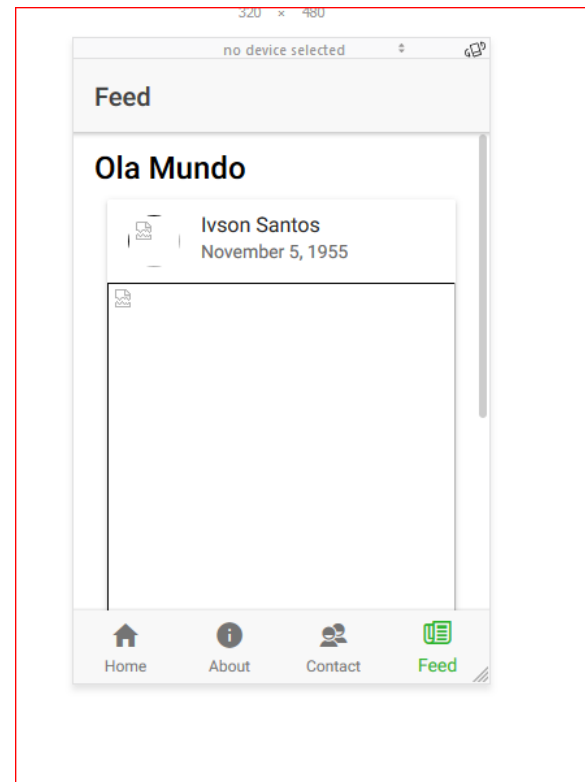 320 × 480
no device selected
Feed
Ola Mundo
Ivson Santos
November 5, 1955
Home About Contact Feed